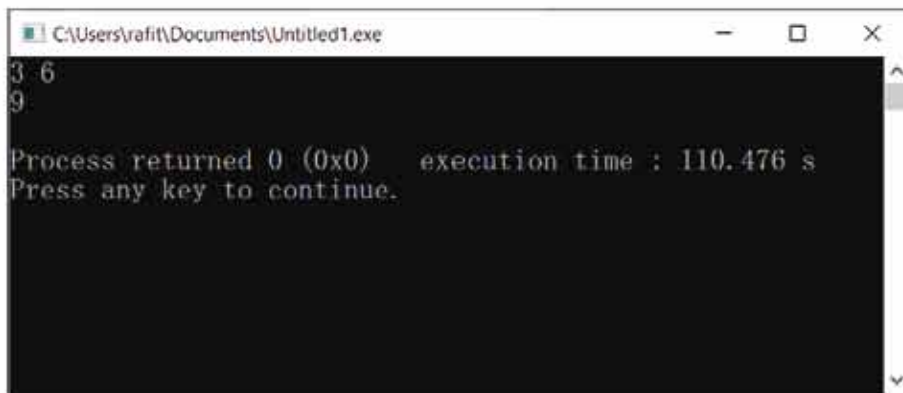 C:\Users\rafit\Documents\Untitled1.exe
3 6
9
Process returned 0 (0x0)   execution time : 110.476 s
Press any key to continue.